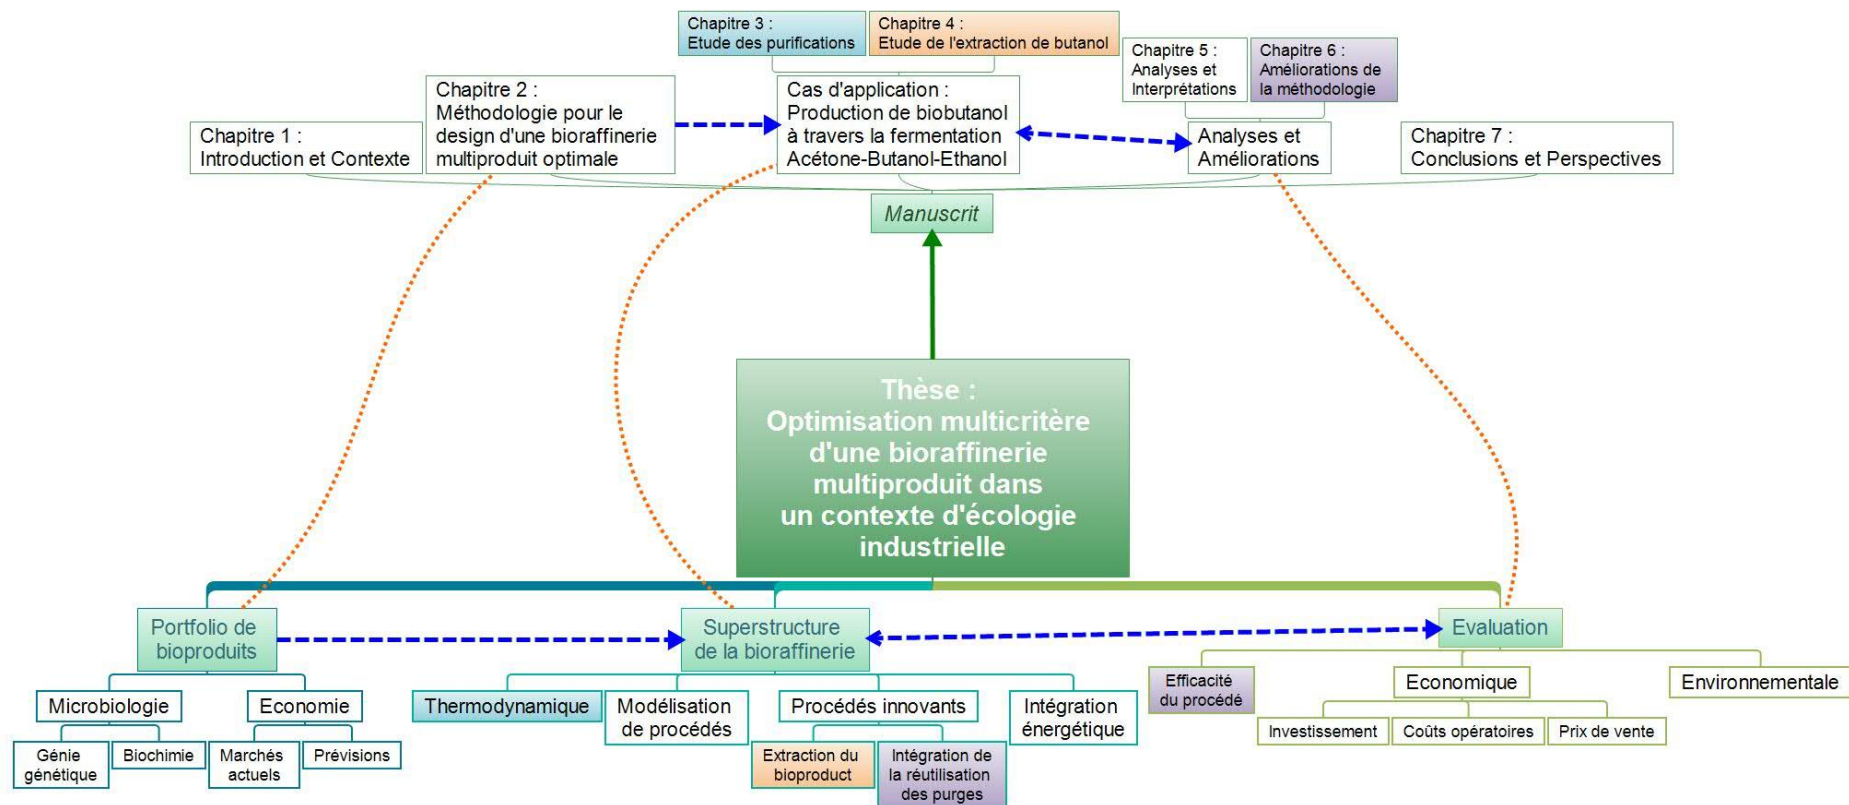 Chapitre 3 :
Etude des purifications
Chapitre 4 :
Etude de l'extraction de butanol
Chapitre 5 :
Analyses et
Interprétations
Chapitre 6 :
Améliorations de
la méthodologie
Chapitre 1 :
Introduction et Contexte
Chapitre 2 :
Méthodologie pour le
design d'une bioraffinerie
multiproduit optimale
Cas d'application :
Production de biobutanol
à travers la fermentation
Acétone-Butanol-Ethanol
Analyses et
Améliorations
Chapitre 7 :
Conclusions et Perspectives
Manuscrit
Thèse :
Optimisation multicritère
d'une bioraffinerie
multiproduit dans
un contexte d'écologie
industrielle
Portfolio de
bioproduits
Superstructure
de la bioraffinerie
Evaluation
Microbiologie
Economie
Génie
génétique
Biochimie
Marchés
actuels
Prévisions
Thermodynamique
Modélisation
de procédés
Procédés innovants
Intégration
énergétique
Extraction du
bioproduct
Intégration de
la réutilisation
des purges
Efficacité
du procédé
Economique
Environnementale
Investissement
Coûts opératoires
Prix de vente